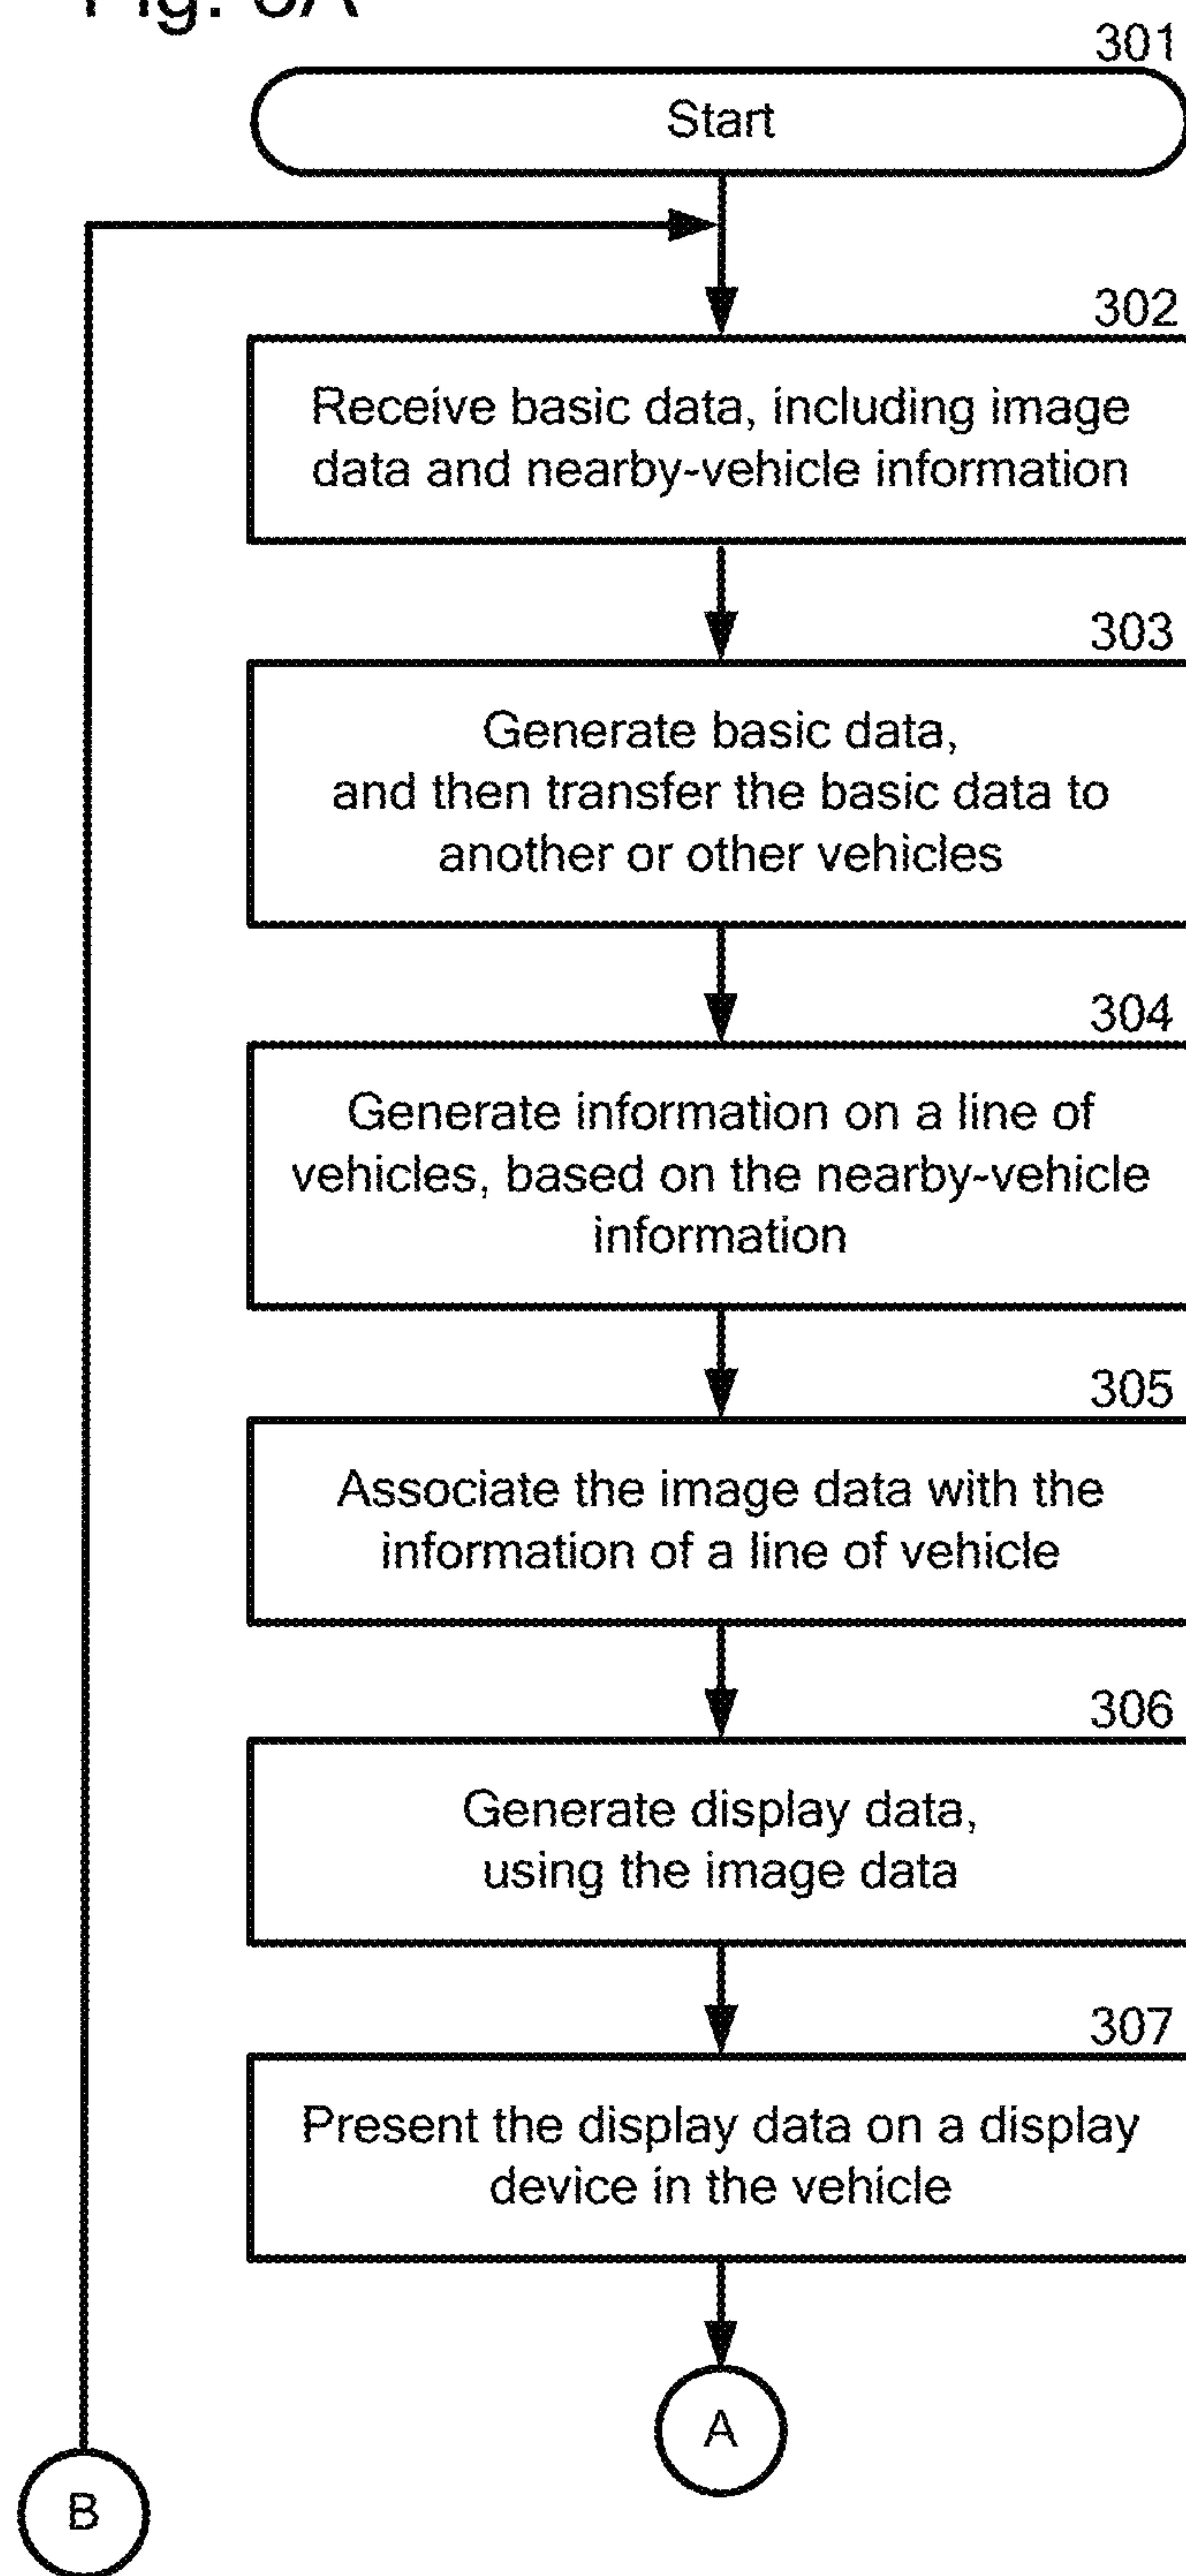 Fig.
301
Start
302
Receive basic data, including image
data and nearby-vehicle information
303
Generate basic data,
and then transfer the basic data to
another or other vehicles
304
Generate information on a line of
vehicles, based on the nearby-vehicle
information
305
Associate the image data with the
information of a line of vehicle
306
Generate display data,
using the image data
307
Present the display data on a display
device in the vehicle
A
B